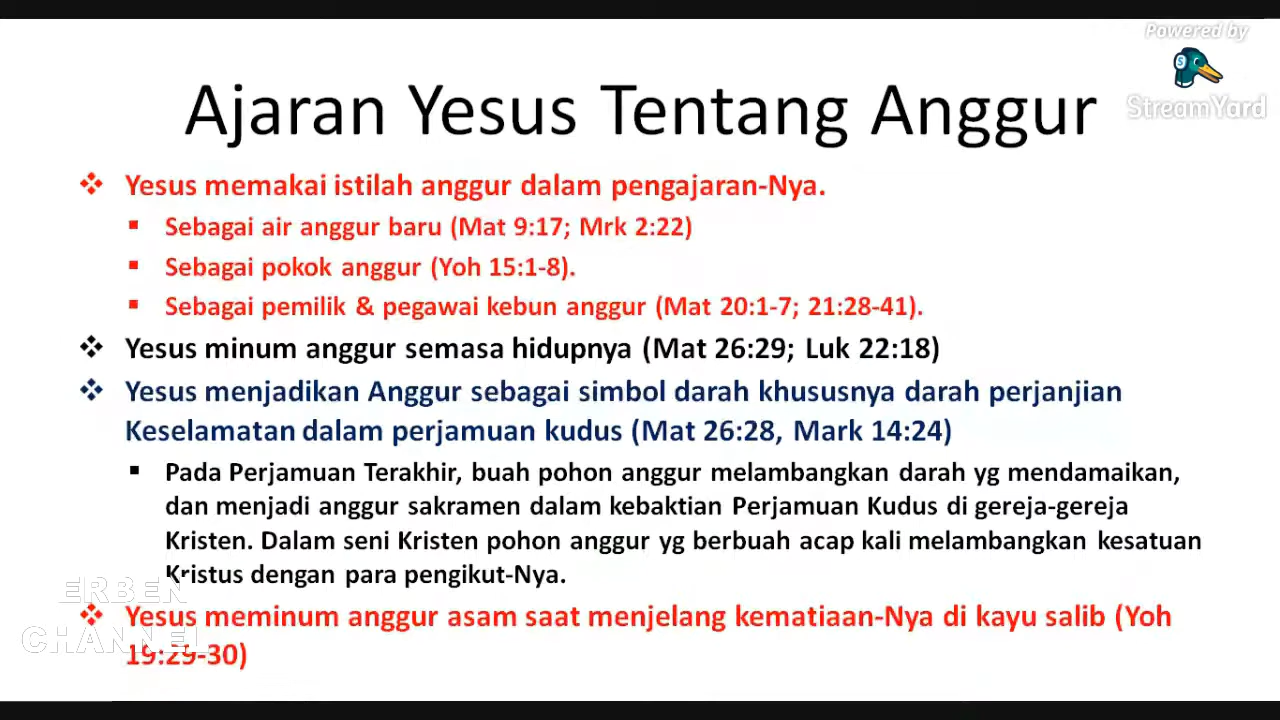 Powered by
StreamYard
Ajaran Yesus Tentang Anggur
❖ Yesus memakai istilah anggur dalam pengajaran-Nya.
▪ Sebagai air anggur baru (Mat 9:17; Mrk 2:22)
▪ Sebagai pokok anggur (Yoh 15:1-8).
▪ Sebagai pemilik & pegawai kebun anggur (Mat 20:1-7; 21:28-41).
❖ Yesus minum anggur semasa hidupnya (Mat 26:29; Luk 22:18)
❖ Yesus menjadikan Anggur sebagai simbol darah khususnya darah perjanjian
Keselamatan dalam perjamuan kudus (Mat 26:28, Mark 14:24)
▪ Pada Perjamuan Terakhir, buah pohon anggur melambangkan darah yg mendamaikan,
dan menjadi anggur sakramen dalam kebaktian Perjamuan Kudus di gereja-gereja
Kristen. Dalam seni Kristen pohon anggur yg berbuah acap kali melambangkan kesatuan
Kristus dengan para pengikut-Nya.
❖ Yesus meminum anggur asam saat menjelang kematiaan-Nya di kayu salib (Yoh
19:29-30)
ERBEN
CHANNEL